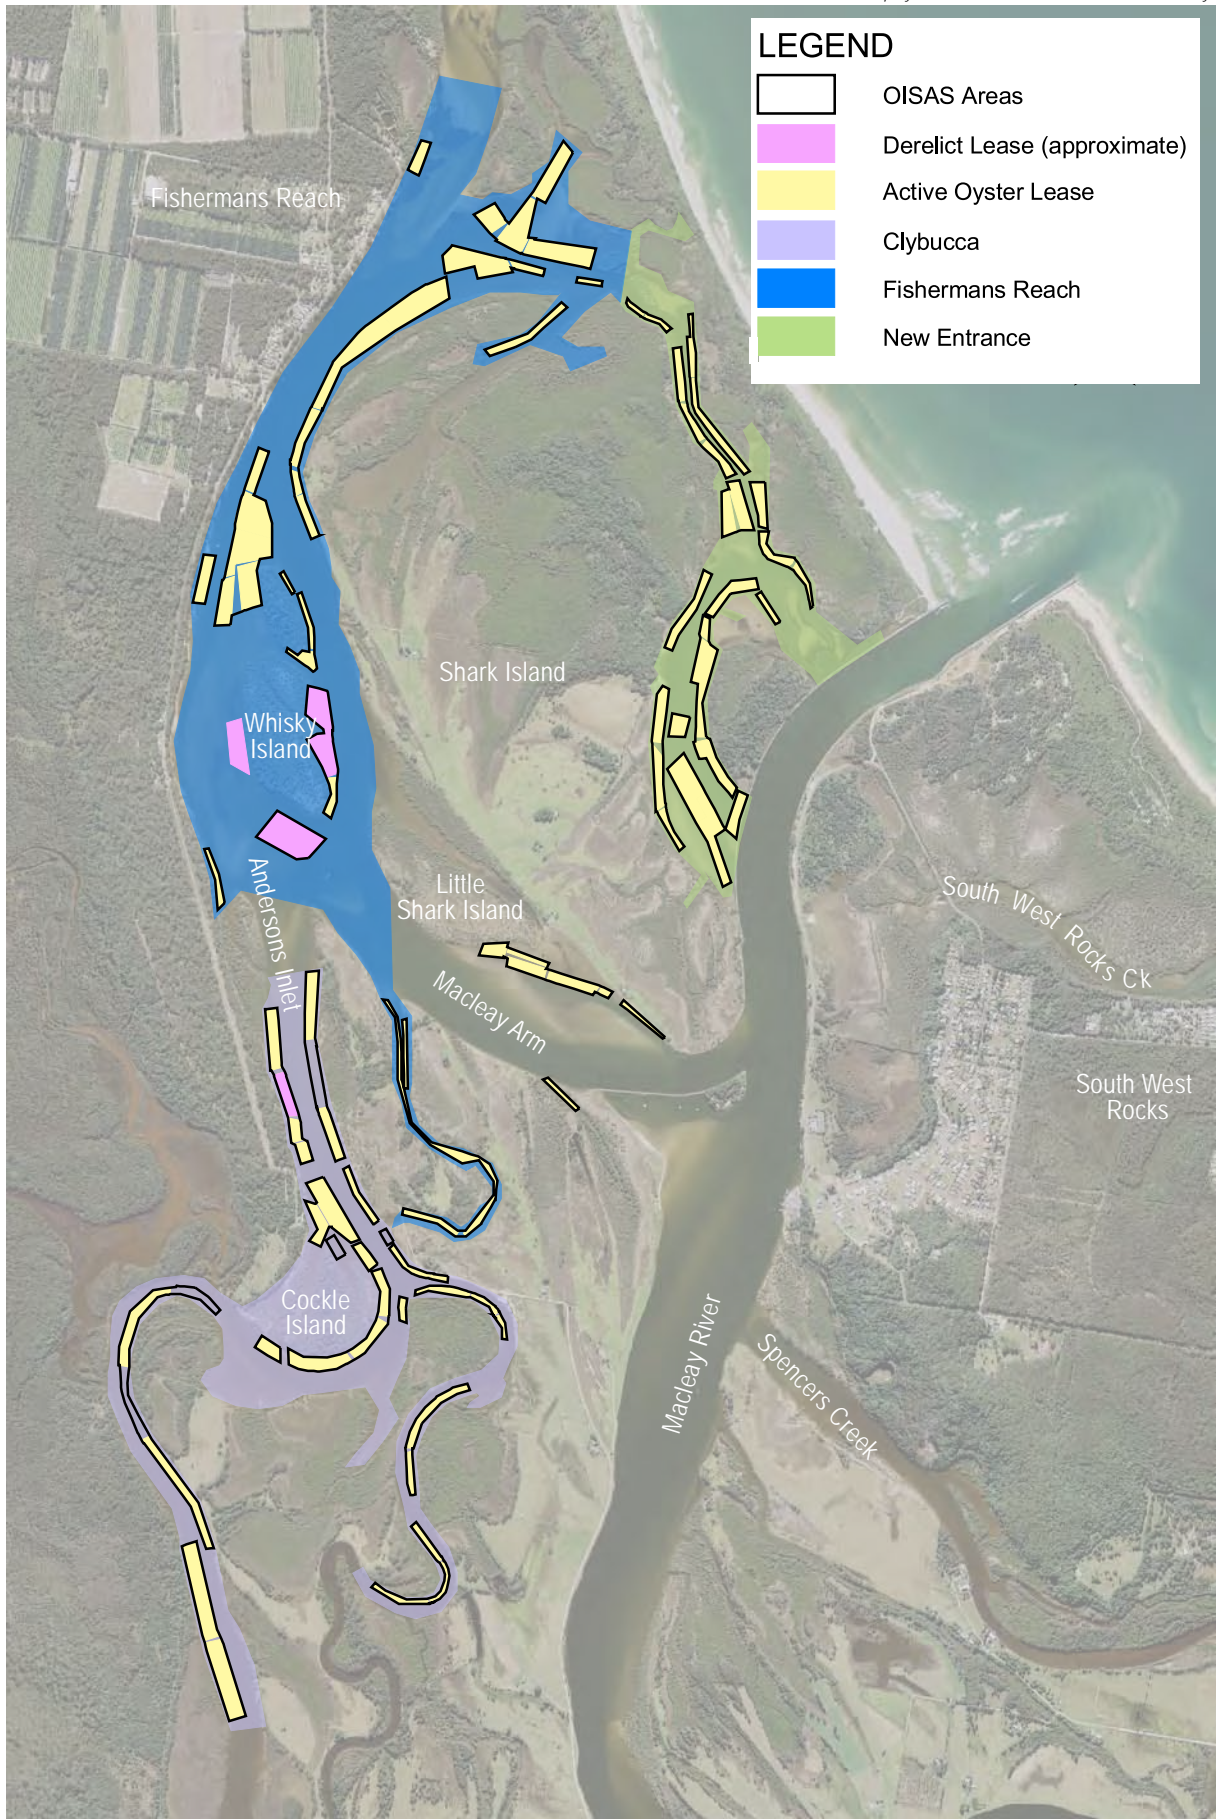 LEGEND
OISAS Areas
Derelict Lease (approximate)
Active Oyster Lease
Clybucca
Fishermans Reach
New Entrance
Fishermans Reach
Shark Island
Whisky
Island
Andersons Inlet
Little
Shark Island
South West Rocks Ck
Macleay Arm
South West
Rocks
Cockle
Island
Macleay River
Spencers Creek